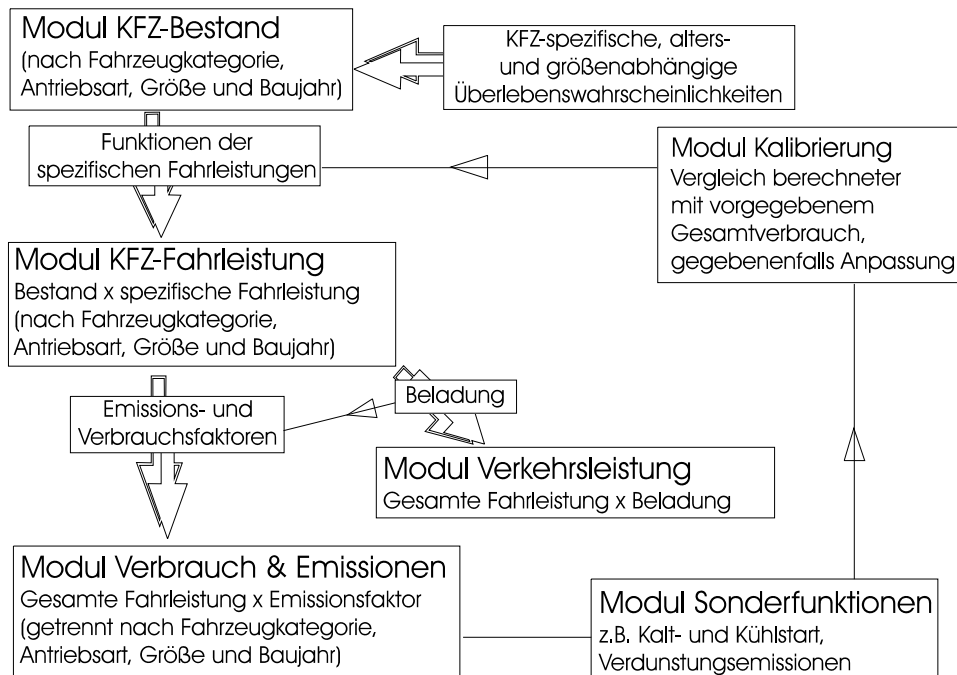 Modul KFZ-Bestand
(nach Fahrzeugkategorie,
Antriebsart, Größe und Baujahr)
KFZ-spezifische, alters-
und größenabhängige
Überlebenswahrscheinlichkeiten
Funktionen der
spezifischen Fahrleistungen
Modul Kalibrierung
Vergleich berechneter
mit vorgegebenem
Gesamtverbrauch,
gegebenenfalls Anpassung
Modul KFZ-Fahrleistung
Bestand x spezifische Fahrleistung
(nach Fahrzeugkategorie,
Antriebsart, Größe und Baujahr)
Emissions- und
Verbrauchsfaktoren
Beladung
Modul Verkehrsleistung
Gesamte Fahrleistung x Beladung
Modul Verbrauch & Emissionen
Gesamte Fahrleistung x Emissionsfaktor
(getrennt nach Fahrzeugkategorie,
Antriebsart, Größe und Baujahr)
Modul Sonderfunktionen
z.B. Kalt- und Kühlstart,
Verdunstungsemissionen